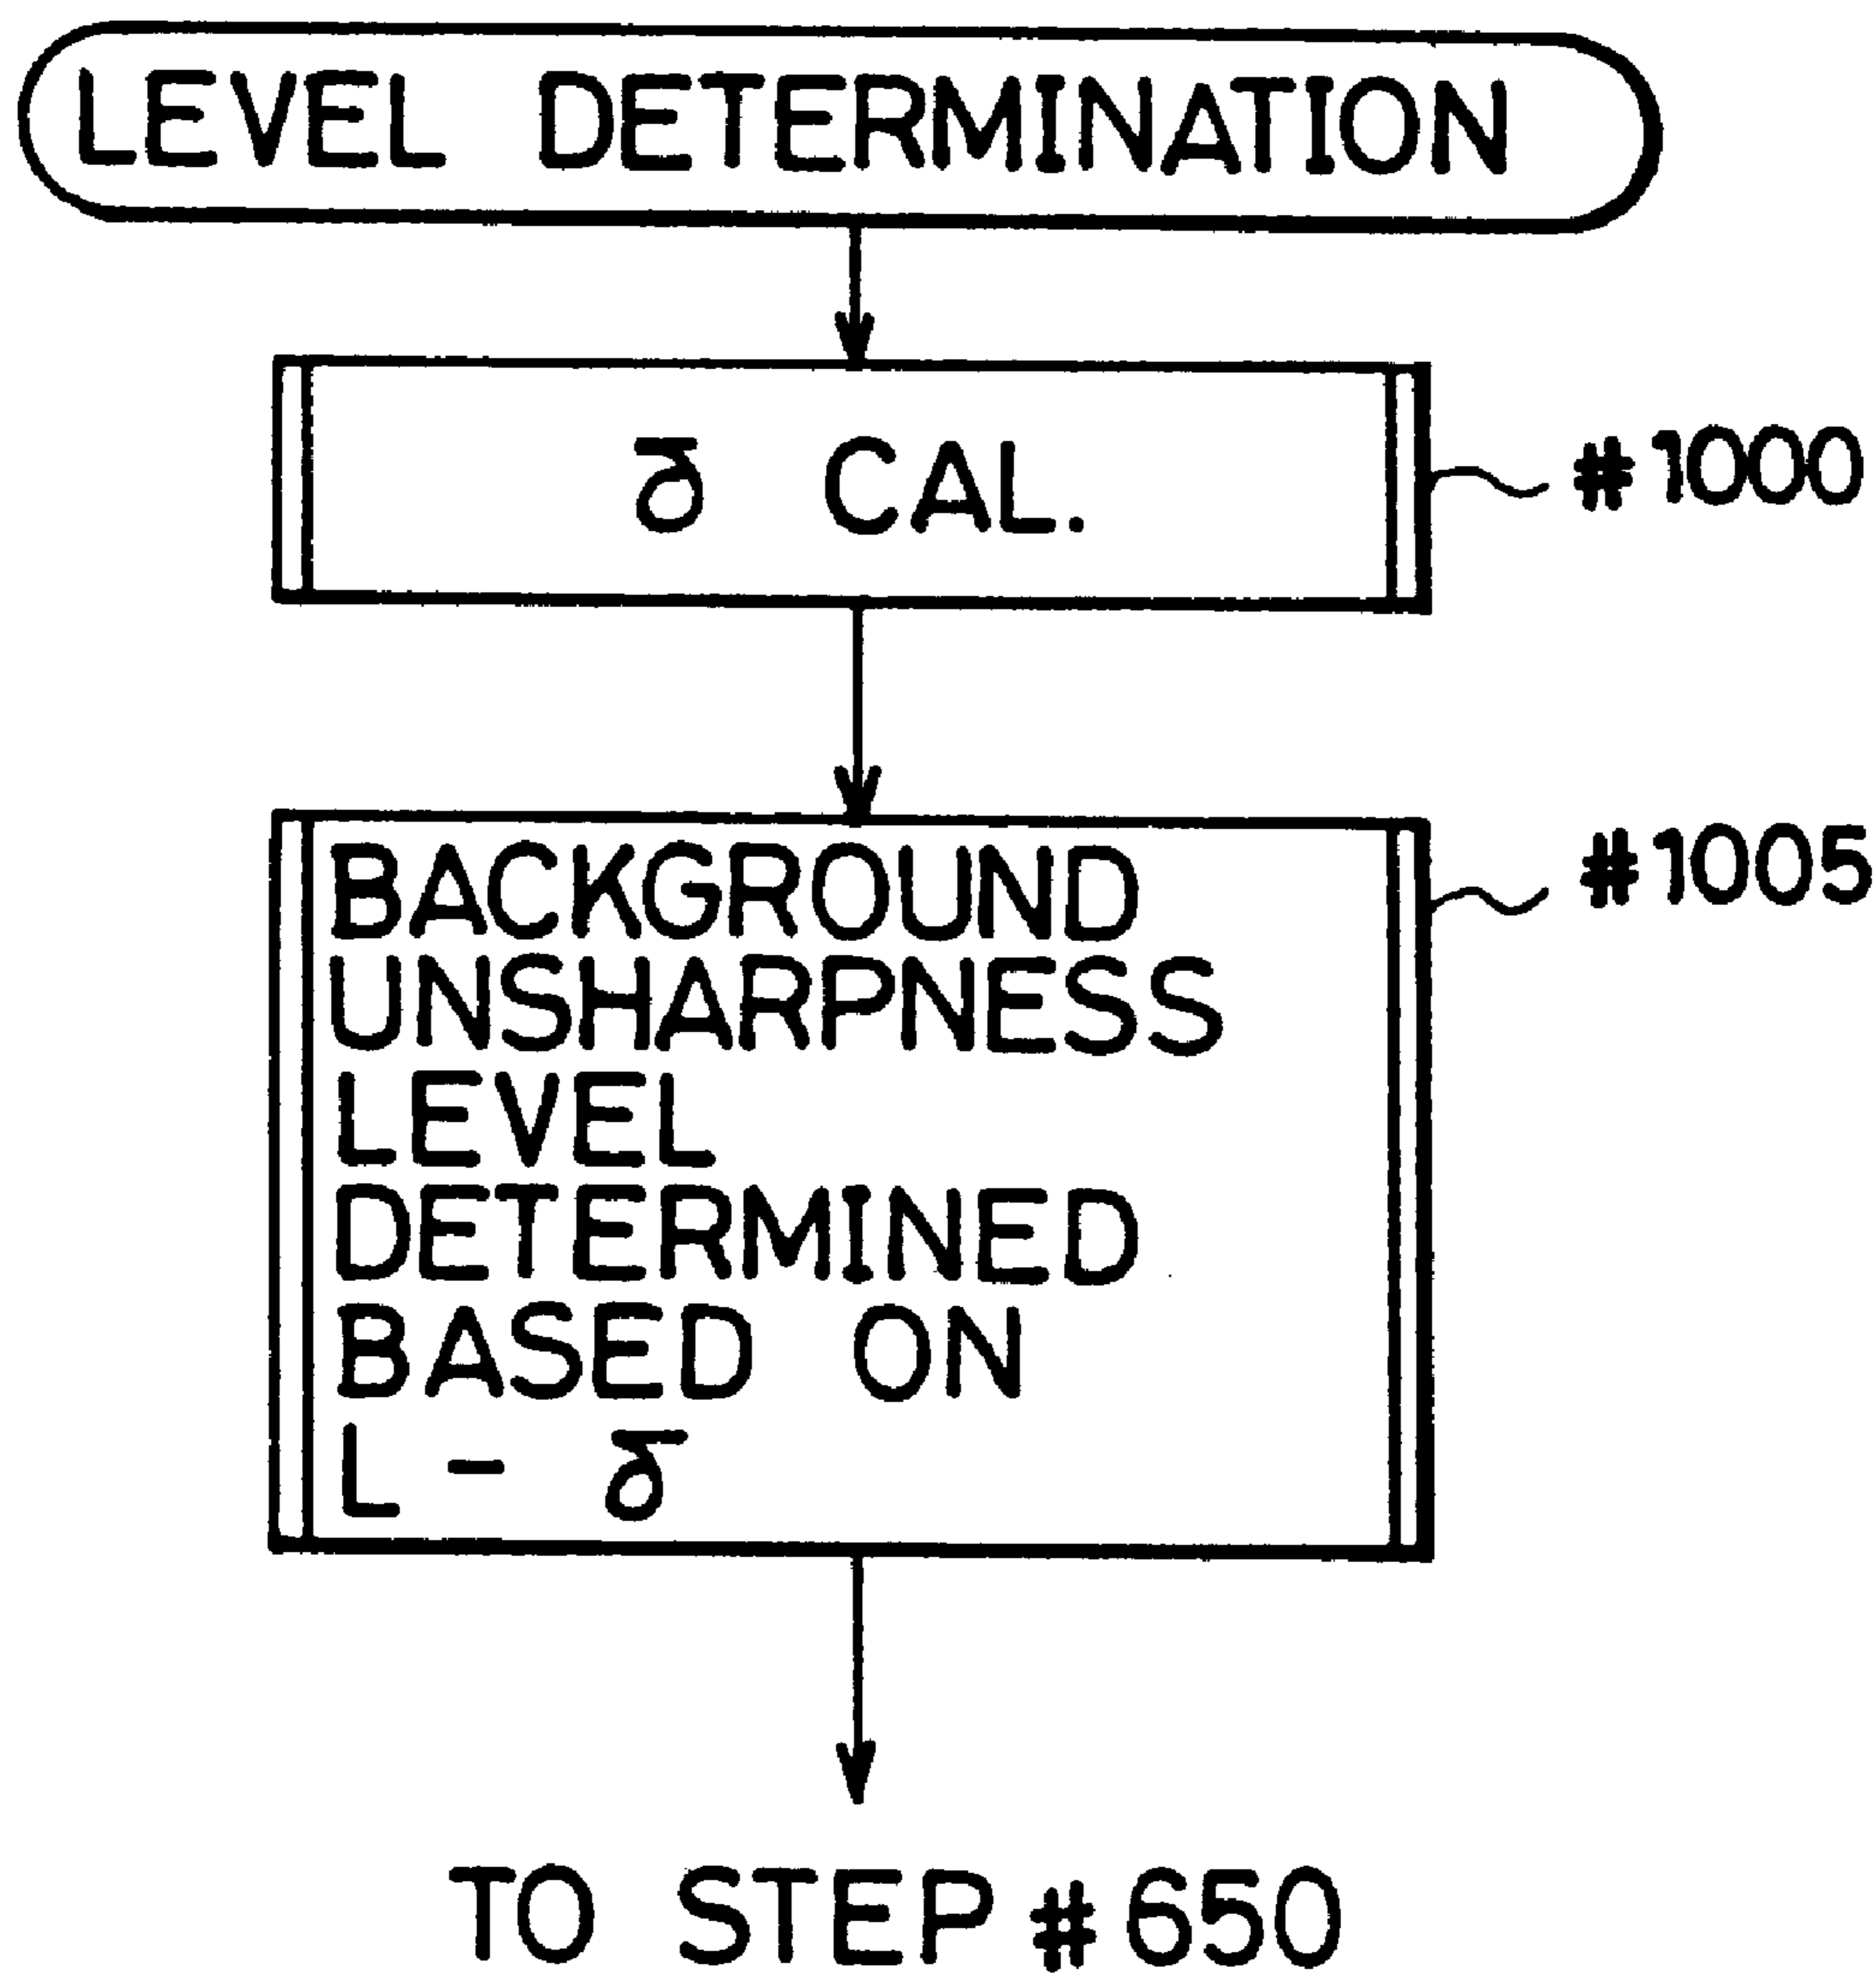 LEVEL DETERMINATION
δ CAL.
#1000
#1005
BACKGROUND
UNSHARPNESS
LEVEL
DETERMINED
BASED ON
L - δ
TO STEP #650